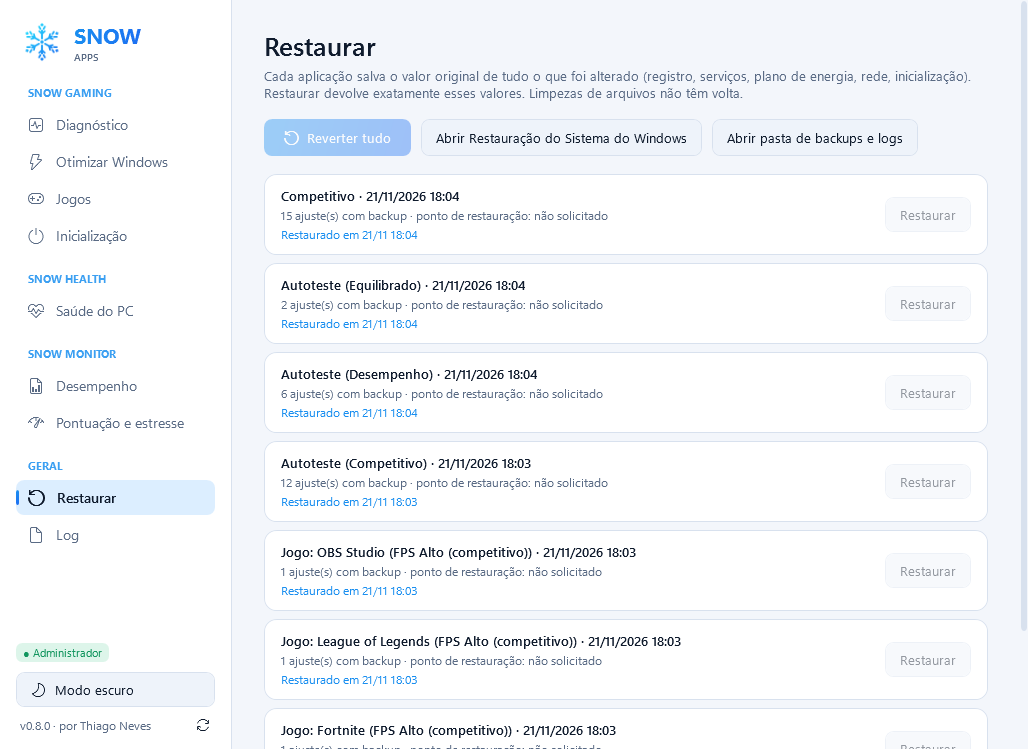 SNOW
APPS
SNOW GAMING
Diagnóstico
Otimizar Windows
Jogos
Inicialização
SNOW HEALTH
Saúde do PC
SNOW MONITOR
Desempenho
Pontuação e estresse
GERAL
Restaurar
Log
Administrador
Modo escuro
v0.8.0 · por Thiago Neves
Restaurar
Cada aplicação salva o valor original de tudo o que foi alterado (registro, serviços, plano de energia, rede, inicialização).
Restaurar devolve exatamente esses valores. Limpezas de arquivos não têm volta.
Reverter tudo
Abrir Restauração do Sistema do Windows
Abrir pasta de backups e logs
Competitivo · 21/11/2026 18:04
15 ajuste(s) com backup · ponto de restauração: não solicitado
Restaurado em 21/11 18:04
Restaurar
Autoteste (Equilibrado) · 21/11/2026 18:04
2 ajuste(s) com backup · ponto de restauração: não solicitado
Restaurado em 21/11 18:04
Restaurar
Autoteste (Desempenho) · 21/11/2026 18:04
6 ajuste(s) com backup · ponto de restauração: não solicitado
Restaurado em 21/11 18:04
Restaurar
Autoteste (Competitivo) · 21/11/2026 18:03
12 ajuste(s) com backup · ponto de restauração: não solicitado
Restaurado em 21/11 18:03
Restaurar
Jogo: OBS Studio (FPS Alto (competitivo)) · 21/11/2026 18:03
1 ajuste(s) com backup · ponto de restauração: não solicitado
Restaurado em 21/11 18:03
Restaurar
Jogo: League of Legends (FPS Alto (competitivo)) · 21/11/2026 18:03
1 ajuste(s) com backup · ponto de restauração: não solicitado
Restaurado em 21/11 18:03
Restaurar
Jogo: Fortnite (FPS Alto (competitivo)) · 21/11/2026 18:03
1 ajuste(s) com backup · ponto de restauração: não solicitado
Restaurar